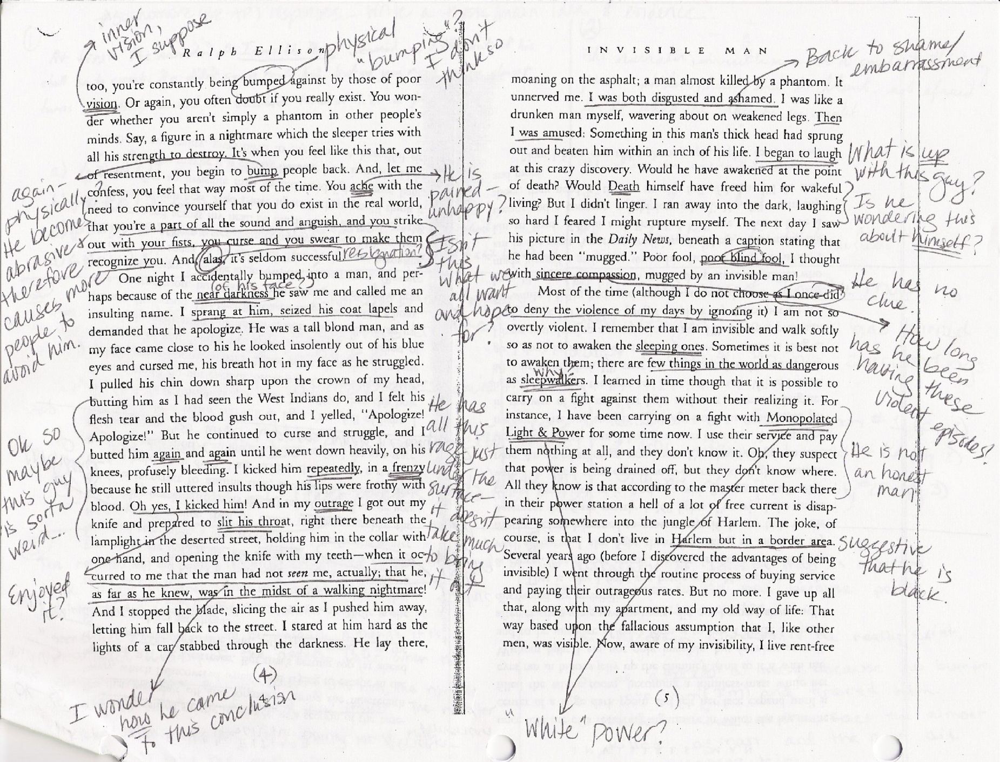 inner
vision,
I suppose
Ralph Ellison
physical
"bumping"?
I don't
think so
too, you're constantly being bumped against by those of poor
vision. Or again, you often doubt if you really exist. You won-
der whether you aren't simply a phantom in other people's
minds. Say, a figure in a nightmare which the sleeper tries with
all his strength to destroy. It's when you feel like this that, out
of resentment, you begin to bump people back. And, let me
confess, you feel that way most of the time. You ache with the
need to convince yourself that you do exist in the real world,
that you're a part of all the sound and anguish, and you strike
out with your fists, you curse and you swear to make them
recognize you. And, alas, it's seldom successful. resignation?
One night I accidentally bumped into a man, and per-
(of his face?)
haps because of the near darkness he saw me and called me an
insulting name. I sprang at him, seized his coat lapels and
demanded that he apologize. He was a tall blond man, and as
my face came close to his he looked insolently out of his blue
eyes and cursed me, his breath hot in my face as he struggled.
I pulled his chin down sharp upon the crown of my head,
butting him as I had seen the West Indians do, and I felt his
flesh tear and the blood gush out, and I yelled, "Apologize!
Apologize!" But he continued to curse and struggle, and I
butted him again and again until he went down heavily, on his
knees, profusely bleeding. I kicked him repeatedly, in a frenzy
because he still uttered insults though his lips were frothy with
blood. Oh yes, I kicked him! And in my outrage I got out my
knife and prepared to slit his throat, right there beneath the
lamplight in the deserted street, holding him in the collar with
one hand, and opening the knife with my teeth—when it oc-
curred to me that the man had not seen me, actually; that he,
as far as he knew, was in the midst of a walking nightmare!
And I stopped the blade, slicing the air as I pushed him away,
letting him fall back to the street. I stared at him hard as the
lights of a car stabbed through the darkness. He lay there,
again-
physically?
He becomes
abrasive &
therefore
causes more
people to
avoid him.
Ok so
maybe
this guy
is sorta
weird...
Enjoyed
it?
He is
pained-
unhappy?
Isn't
this
what we
all want
and hope
for?
He has
all this
rage just
under the
surface-
it doesn't
take much
to bring
it out
(4)
4
I wonder
how he came
to this conclusion
INVISIBLE MAN
Back to shame/
embarrassment
moaning on the asphalt; a man almost killed by a phantom. It
unnerved me. I was both disgusted and ashamed. I was like a
drunken man myself, wavering about on weakened legs. Then
I was amused: Something in this man's thick head had sprung
out and beaten him within an inch of his life. I began to laugh
at this crazy discovery. Would he have awakened at the point
of death? Would Death himself have freed him for wakeful
living? But I didn't linger. I ran away into the dark, laughing
so hard I feared I might rupture myself. The next day I saw
his picture in the Daily News, beneath a caption stating that
he had been "mugged." Poor fool, poor blind fool, I thought
with sincere compassion, mugged by an invisible man!
Most of the time (although I do not choose as I once did
to deny the violence of my days by ignoring it) I am not so
overtly violent. I remember that I am invisible and walk softly
so as not to awaken the sleeping ones. Sometimes it is best not
to awaken them; there are few things in the world as dangerous
why?
as sleepwalkers. I learned in time though that it is possible to
carry on a fight against them without their realizing it. For
instance, I have been carrying on a fight with Monopolated
Light & Power for some time now. I use their service and pay
them nothing at all, and they don't know it. Oh, they suspect
that power is being drained off, but they don't know where.
All they know is that according to the master meter back there
in their power station a hell of a lot of free current is disap-
pearing somewhere into the jungle of Harlem. The joke, of
course, is that I don't live in Harlem but in a border area.
Several years ago (before I discovered the advantages of being
invisible) I went through the routine process of buying service
and paying their outrageous rates. But no more. I gave up all
that, along with my apartment, and my old way of life: That
way based upon the fallacious assumption that I, like other
men, was visible. Now, aware of my invisibility, I live rent-free
What is up
with this guy?
Is he
wondering this
about himself?
He has no
clue.
How long
has he been
having these
violent
episodes?
He is not
an honest
man
suggestive
that he is
black.
(5)
"White" power?